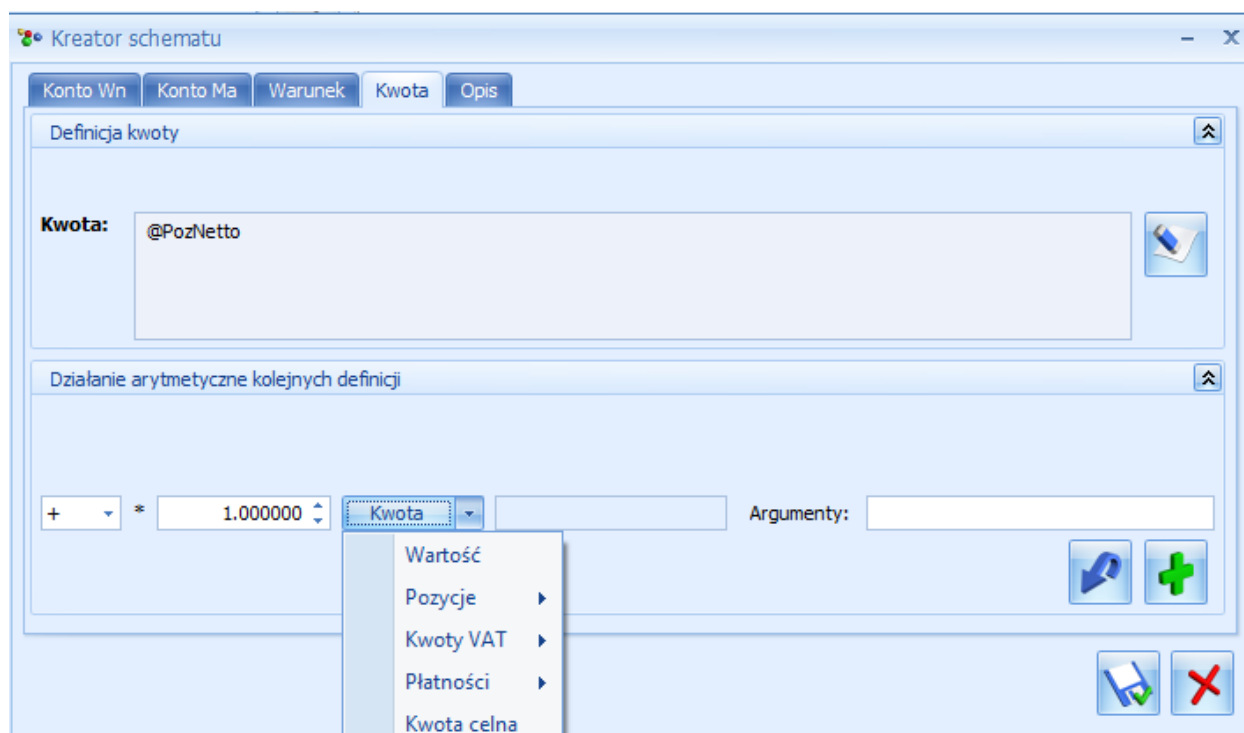 Kreator schematu
Konto Wn Konto Ma Warunek Kwota Opis
Definicja kwoty
Kwota: @PozNetto
Działanie arytmetyczne kolejnych definicji
+ * 1.000000 Kwota Argumenty:
Wartość
Pozycje
Kwoty VAT
Płatności
Kwota celna